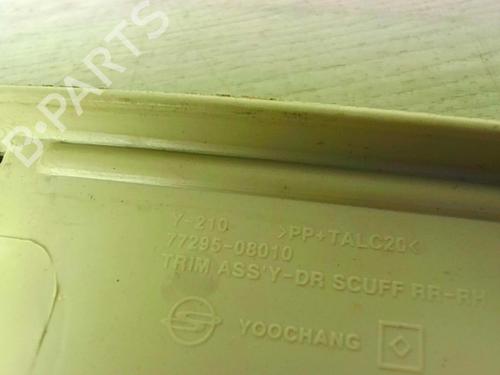 B-PARTS
Y-210 >PP+TALC20<
77295-08010
TRIM ASS'Y-DR SCUFF RR-RH
YOOCHANG